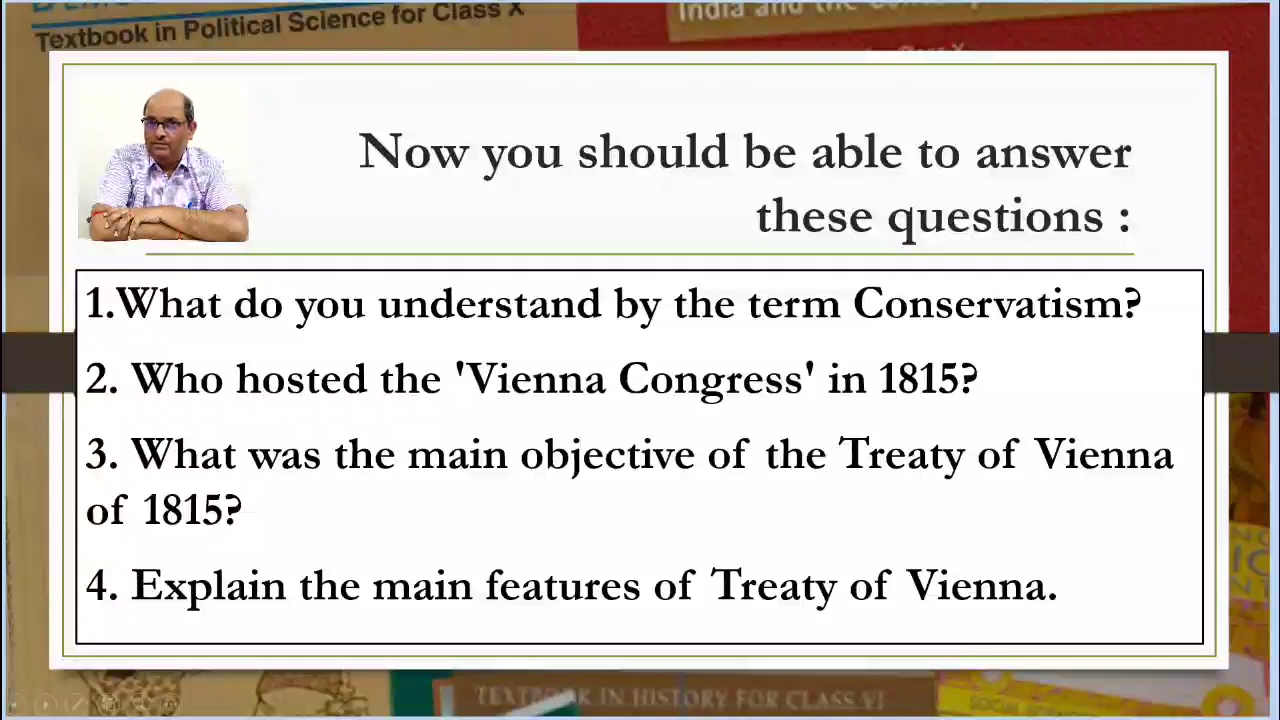 Textbook in Political Science for Class X
India and the
Now you should be able to answer
these questions :
1.What do you understand by the term Conservatism?
2. Who hosted the 'Vienna Congress' in 1815?
3. What was the main objective of the Treaty of Vienna
of 1815?
4. Explain the main features of Treaty of Vienna.
TEXTBOOK IN HISTORY FOR CLASS VI
SOCIAL SCIENCE